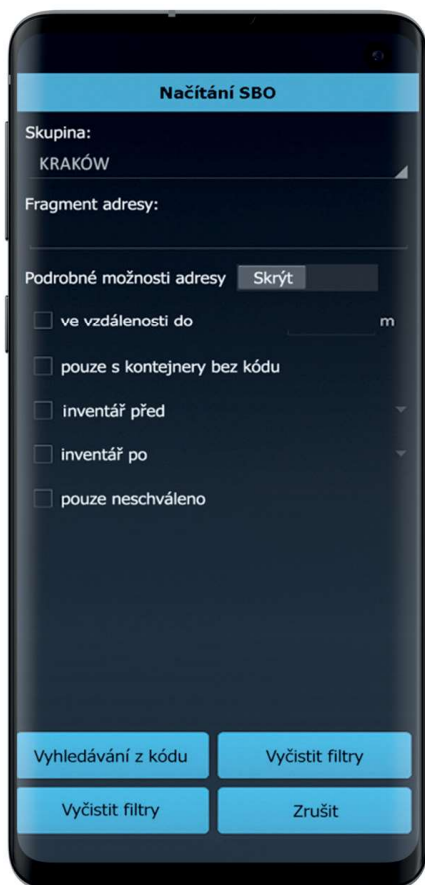 Načítání SBO
Skupina:
KRAKÓW
Fragment adresy:
Podrobné možnosti adresy Skrýt
ve vzdálenosti do m
pouze s kontejnery bez kódu
inventář před
inventář po
pouze neschváleno
Vyhledávání z kódu Vyčistit filtry
Vyčistit filtry Zrušit